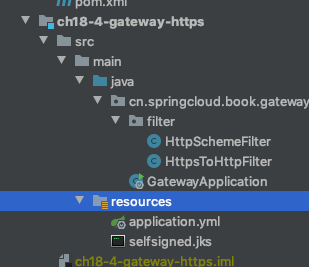 pom.xml
ch18-4-gateway-https
src
main
java
cn.springcloud.book.gateway
filter
HttpSchemeFilter
HttpsToHttpFilter
GatewayApplication
resources
application.yml
selfsigned.jks
ch18-4-gateway-https.iml